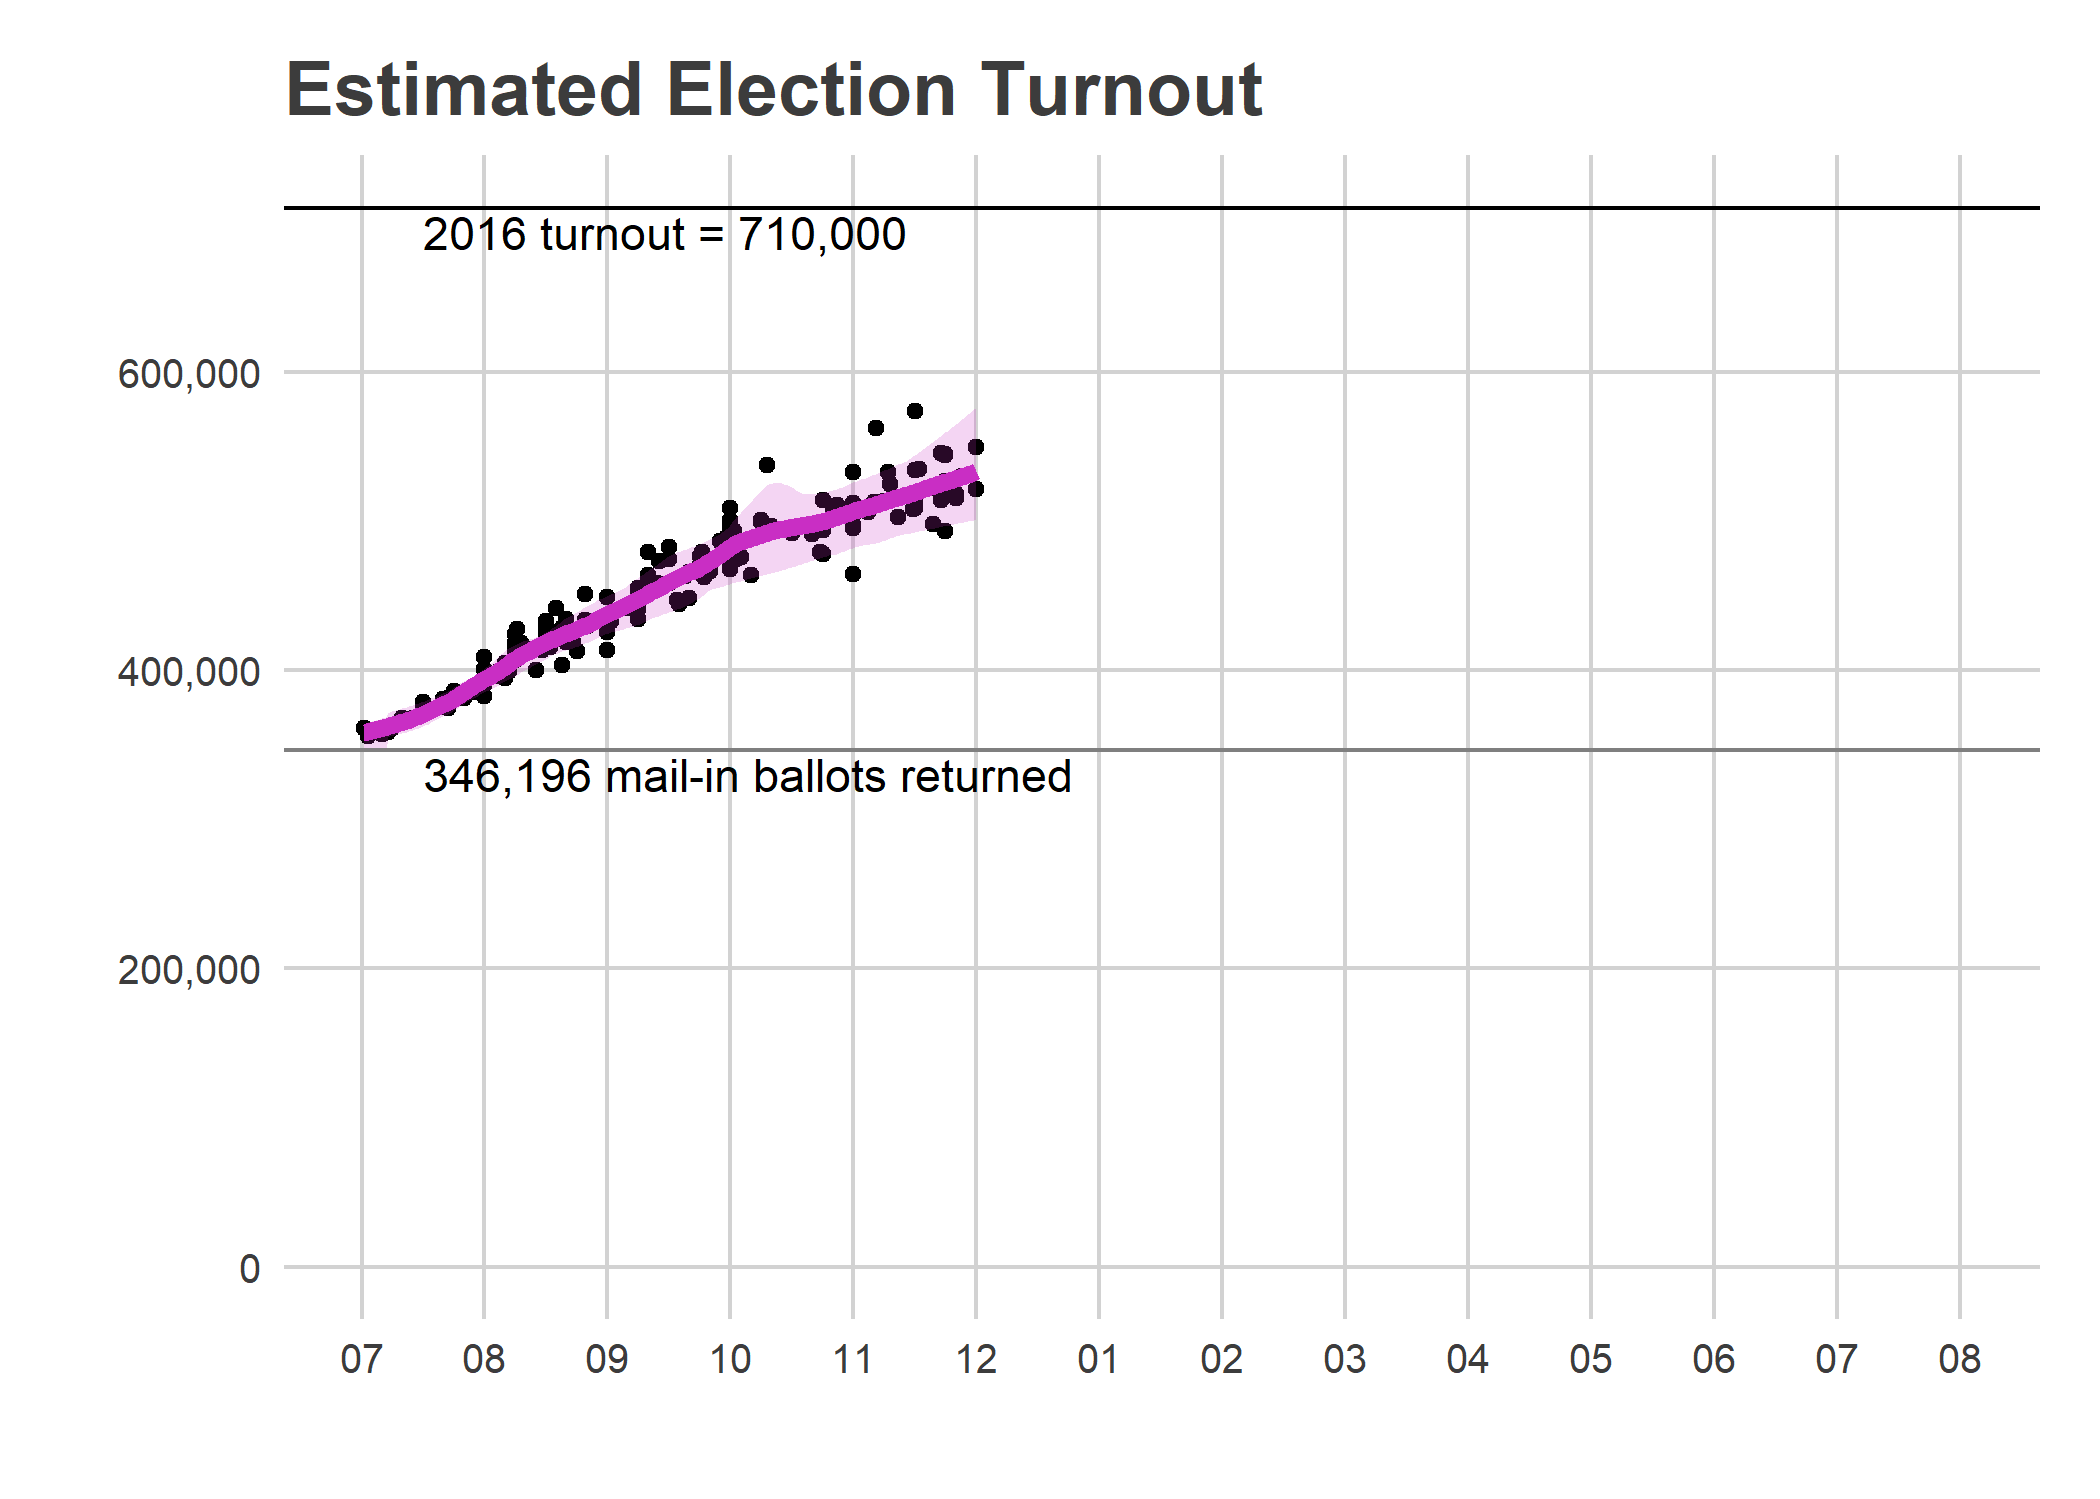 Estimated Election Turnout
2016 turnout = 710,000
600,000
400,000
346,196 mail-in ballots returned
200,000
0
07 08 09 10 11 12 01 02 03 04 05 06 07 08